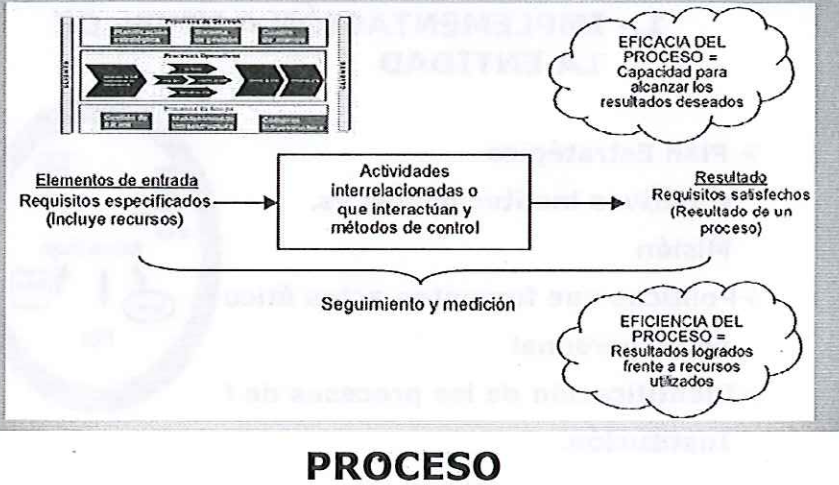 Procesos Operativos
EFICACIA DEL
PROCESO =
Capacidad para
alcanzar los
resultados deseados
Elementos de entrada
Requisitos especificados
(Incluye recursos)
Actividades
interrelacionadas o
que interactúan y
métodos de control
Resultado
Requisitos satisfechos
(Resultado de un
proceso)
Seguimiento y medición
EFICIENCIA DEL
PROCESO =
Resultados logrados
frente a recursos
utilizados
PROCESO